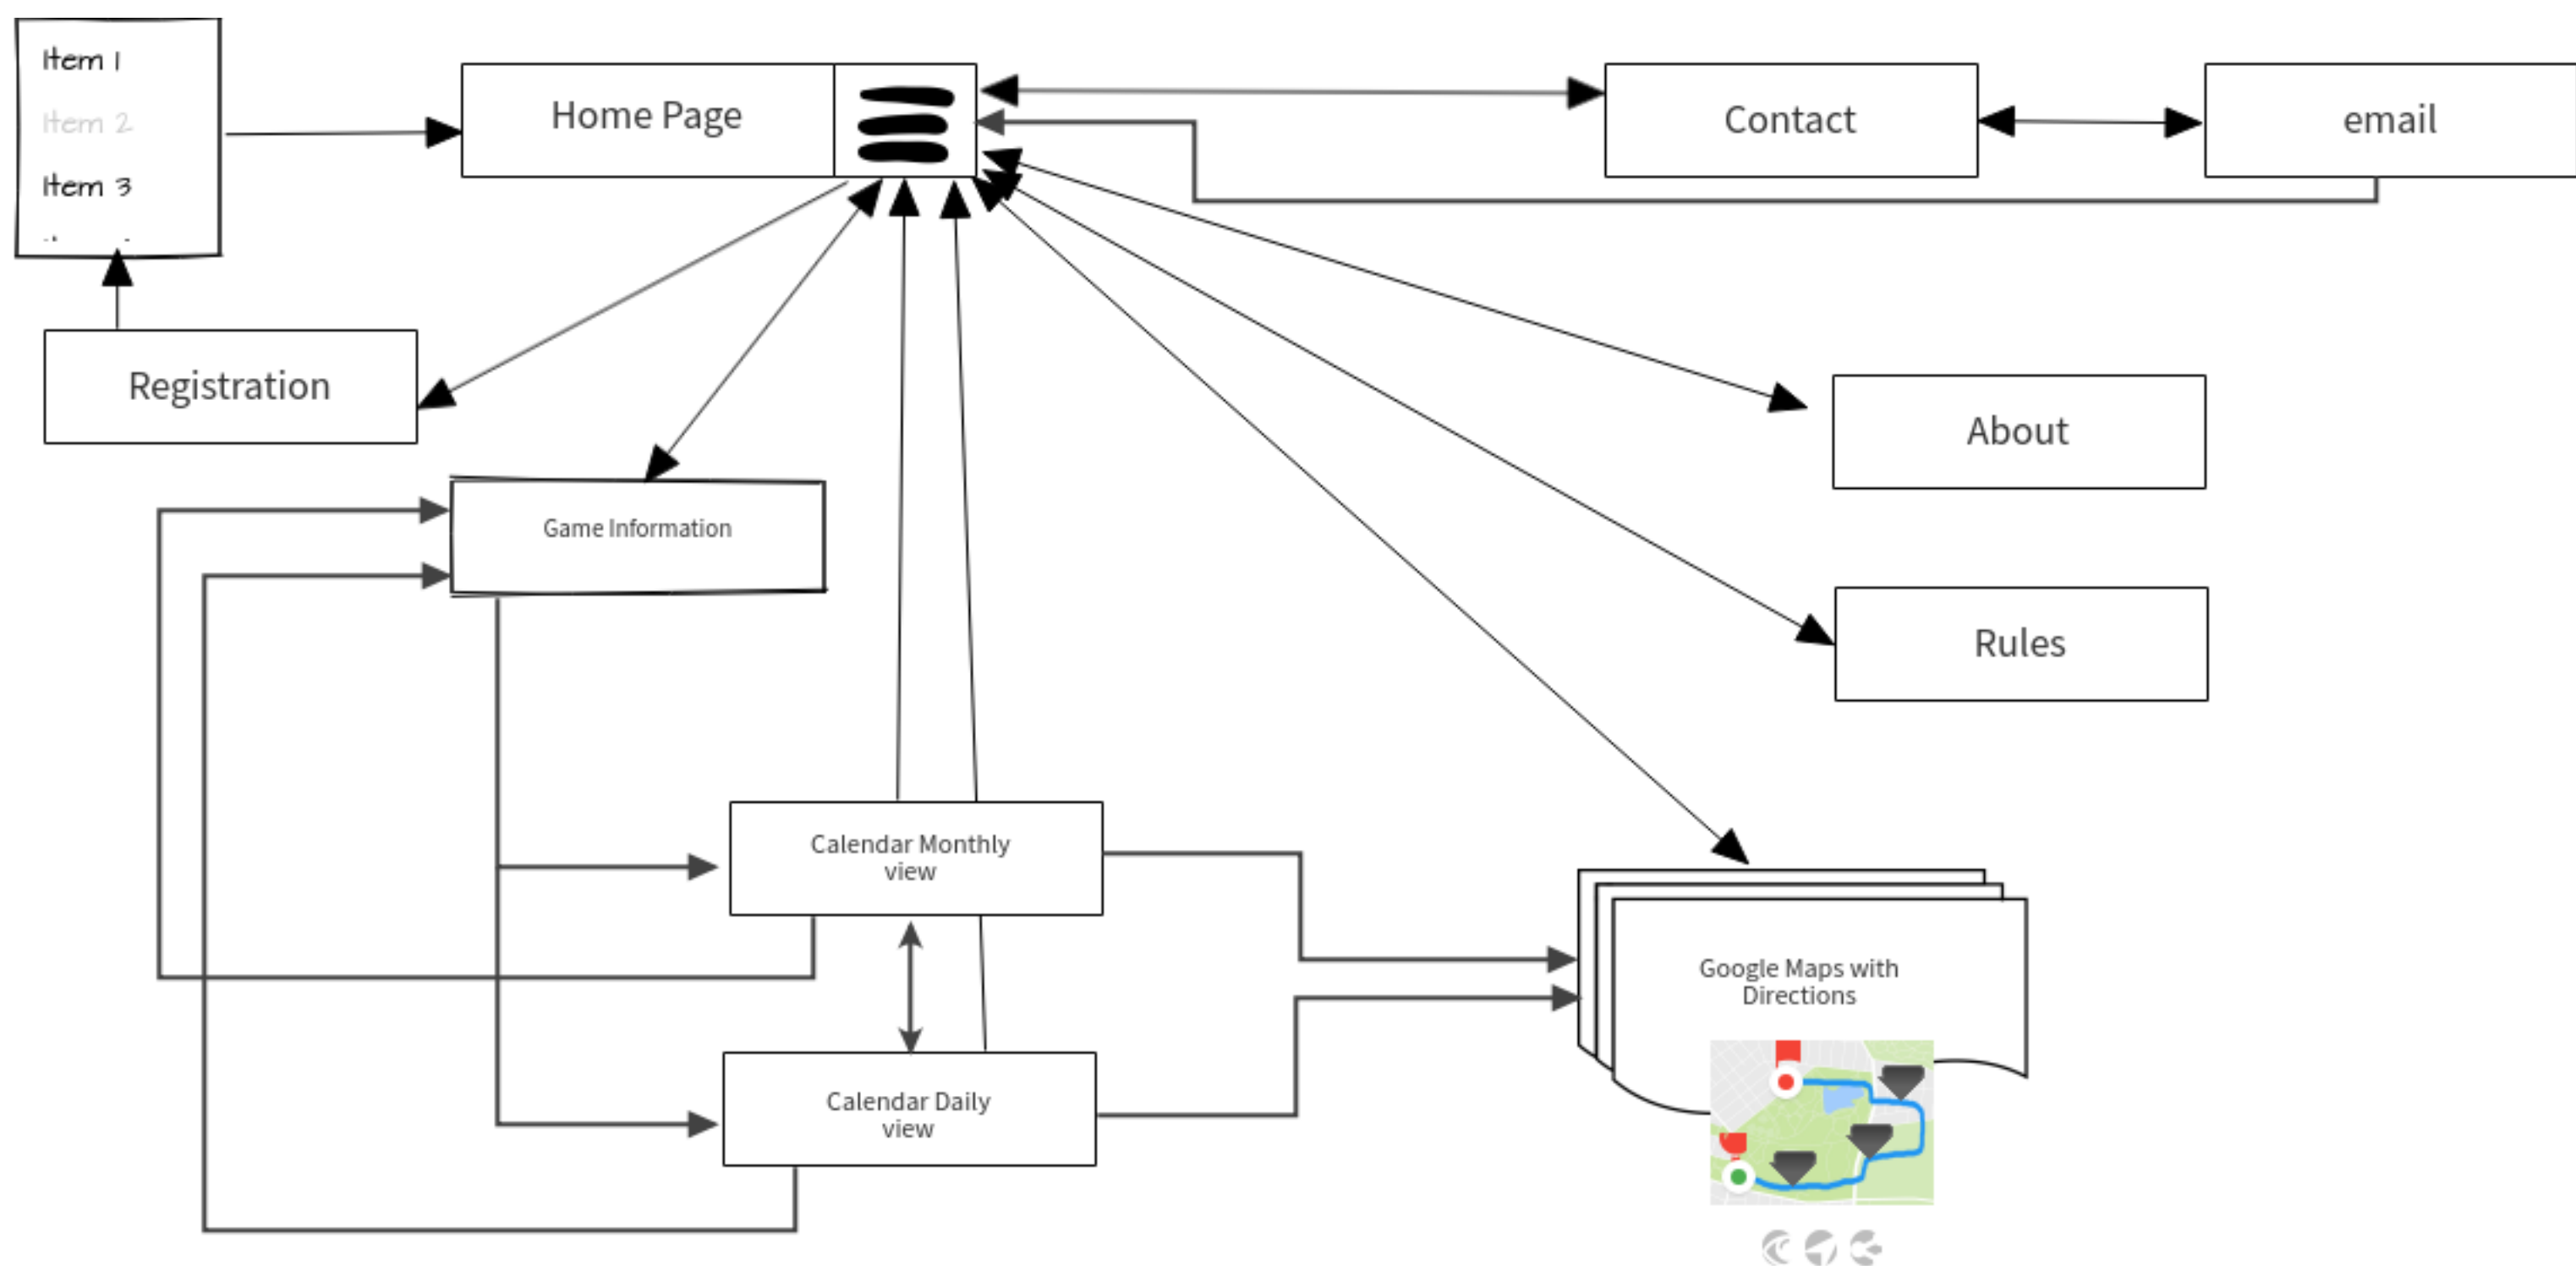 Item 1
Item 2
Item 3
Home Page
Contact
email
Registration
About
Game Information
Rules
Calendar Monthly
view
Google Maps with
Directions
Calendar Daily
view